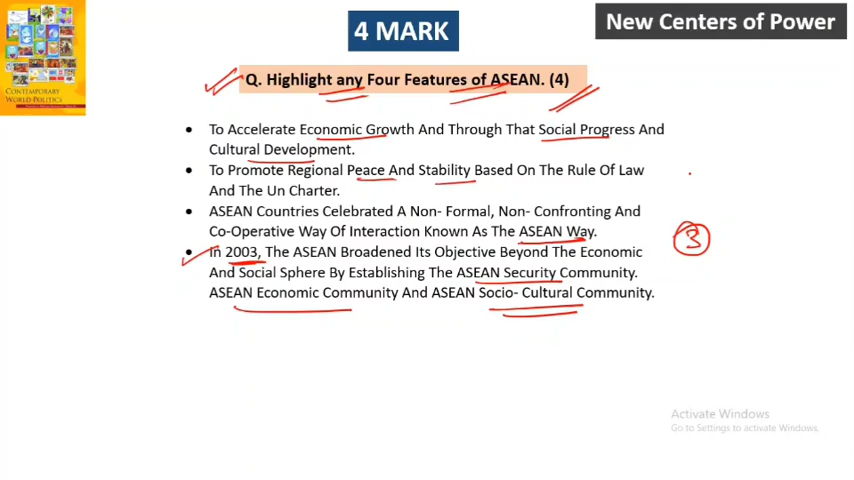 4 MARK
New Centers of Power
CONTEMPORARY
WORLD POLITICS
Q. Highlight any Four Features of ASEAN. (4)
• To Accelerate Economic Growth And Through That Social Progress And
Cultural Development.
• To Promote Regional Peace And Stability Based On The Rule Of Law
And The Un Charter.
• ASEAN Countries Celebrated A Non- Formal, Non- Confronting And
Co-Operative Way Of Interaction Known As The ASEAN Way.
3
• In 2003, The ASEAN Broadened Its Objective Beyond The Economic
And Social Sphere By Establishing The ASEAN Security Community.
ASEAN Economic Community And ASEAN Socio- Cultural Community.
Activate Windows
Go to Settings to activate Windows.